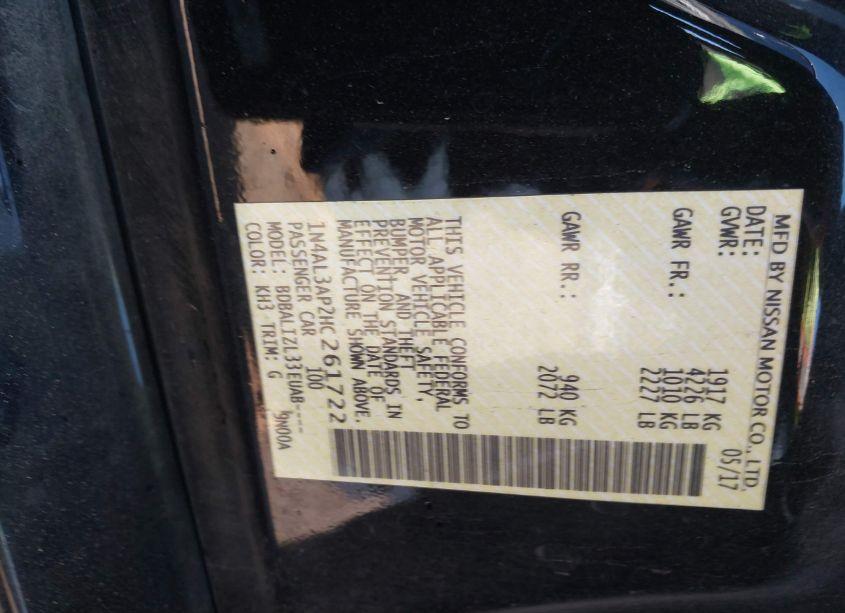 MFD BY NISSAN MOTOR CO., LTD.
DATE: 05/17
GVWR: 1917 KG
4226 LB
GAWR FR.: 1010 KG
2227 LB
GAWR RR.: 940 KG
2072 LB
THIS VEHICLE CONFORMS TO
ALL APPLICABLE FEDERAL
MOTOR VEHICLE SAFETY,
BUMPER, AND THEFT
PREVENTION STANDARDS IN
EFFECT ON THE DATE OF
MANUFACTURE SHOWN ABOVE.
1N4AL3AP2HC261722
PASSENGER CAR 100
MODEL: BDBALTZL33EUAB----
COLOR: KH3 TRIM: G 9N00A